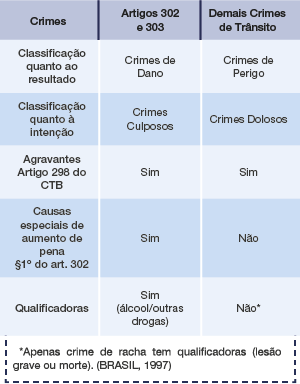 Crimes
Artigos 302
e 303
Demais Crimes
de Trânsito
Classificação
quanto ao
resultado
Crimes de
Dano
Crimes de
Perigo
Classificação
quanto à
intenção
Crimes
Culposos
Crimes Dolosos
Agravantes
Artigo 298 do
CTB
Sim
Sim
Causas
especiais de
aumento de
pena
§1º do art. 302
Sim
Não
Qualificadoras
Sim
(álcool/outras
drogas)
Não*
*Apenas crime de racha tem qualificadoras (lesão
grave ou morte). (BRASIL, 1997)